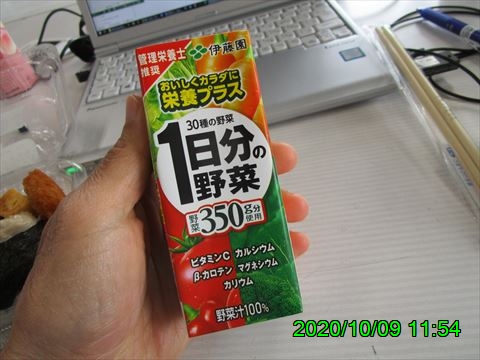 管理栄養士
推奨
伊藤園
おいしくカラダに
栄養プラス
30種の野菜
1日分の
野菜
野菜350g分使用
ビタミンC カルシウム
β-カロテン マグネシウム
カリウム
野菜汁100%
2020/10/09 11:54